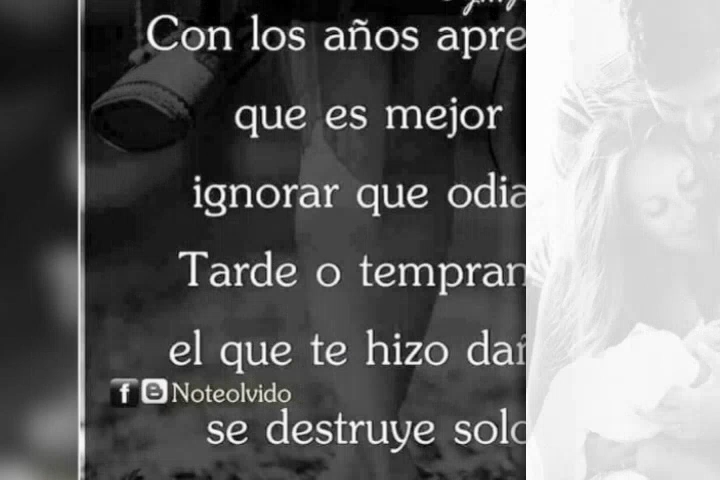 Con los años apre
que es mejor
ignorar que odia
Tarde o tempran
el que te hizo dañ
Noteolvido
se destruye solo